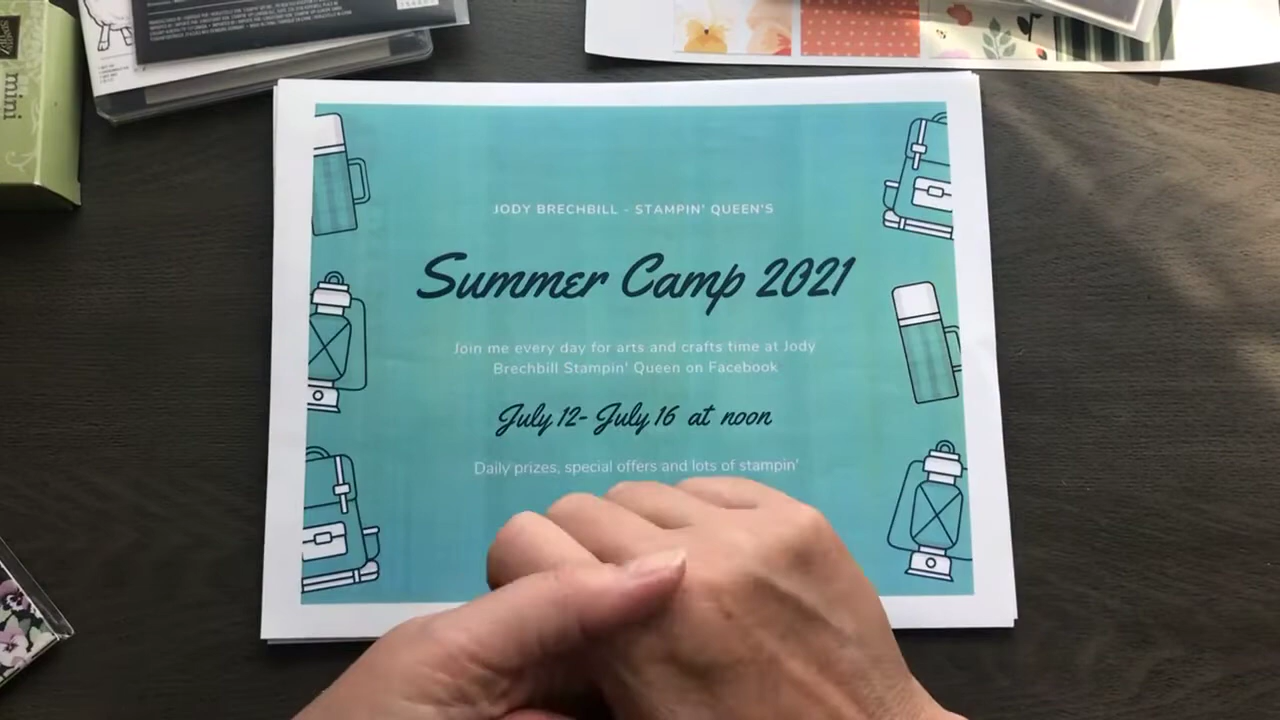 mini
JODY BRECHBILL - STAMPIN' QUEEN'S
Summer Camp 2021
Join me every day for arts and crafts time at Jody
Brechbill Stampin' Queen on Facebook
July 12- July 16 at noon
Daily prizes, special offers and lots of stampin'